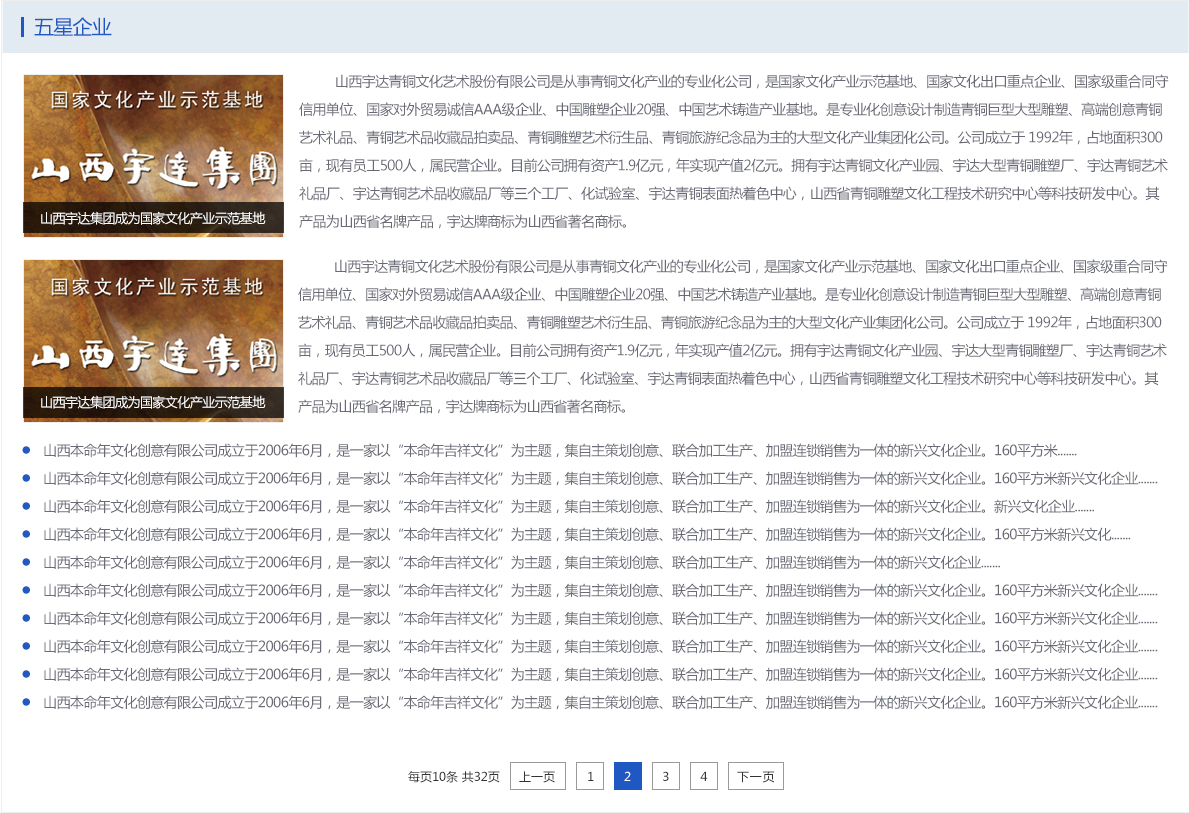 五星企业
国家文化产业示范基地
山西宇達集團
山西宇达集团成为国家文化产业示范基地
山西宇达青铜文化艺术股份有限公司是从事青铜文化产业的专业化公司，是国家文化产业示范基地、国家文化出口重点企业、国家级重合同守
信用单位、国家对外贸易诚信AAA级企业、中国雕塑企业20强、中国艺术铸造产业基地。是专业化创意设计制造青铜巨型大型雕塑、高端创意青铜
艺术礼品、青铜艺术品收藏品拍卖品、青铜雕塑艺术衍生品、青铜旅游纪念品为主的大型文化产业集团化公司。公司成立于 1992年，占地面积300
亩，现有员工500人，属民营企业。目前公司拥有资产1.9亿元，年实现产值2亿元。拥有宇达青铜文化产业园、宇达大型青铜雕塑厂、宇达青铜艺术
礼品厂、宇达青铜艺术品收藏品厂等三个工厂、化试验室、宇达青铜表面热着色中心，山西省青铜雕塑文化工程技术研究中心等科技研发中心。其
产品为山西省名牌产品，宇达牌商标为山西省著名商标。
国家文化产业示范基地
山西宇達集團
山西宇达集团成为国家文化产业示范基地
山西宇达青铜文化艺术股份有限公司是从事青铜文化产业的专业化公司，是国家文化产业示范基地、国家文化出口重点企业、国家级重合同守
信用单位、国家对外贸易诚信AAA级企业、中国雕塑企业20强、中国艺术铸造产业基地。是专业化创意设计制造青铜巨型大型雕塑、高端创意青铜
艺术礼品、青铜艺术品收藏品拍卖品、青铜雕塑艺术衍生品、青铜旅游纪念品为主的大型文化产业集团化公司。公司成立于 1992年，占地面积300
亩，现有员工500人，属民营企业。目前公司拥有资产1.9亿元，年实现产值2亿元。拥有宇达青铜文化产业园、宇达大型青铜雕塑厂、宇达青铜艺术
礼品厂、宇达青铜艺术品收藏品厂等三个工厂、化试验室、宇达青铜表面热着色中心，山西省青铜雕塑文化工程技术研究中心等科技研发中心。其
产品为山西省名牌产品，宇达牌商标为山西省著名商标。
山西本命年文化创意有限公司成立于2006年6月，是一家以“本命年吉祥文化”为主题，集自主策划创意、联合加工生产、加盟连锁销售为一体的新兴文化企业。160平方米.......
山西本命年文化创意有限公司成立于2006年6月，是一家以“本命年吉祥文化”为主题，集自主策划创意、联合加工生产、加盟连锁销售为一体的新兴文化企业。160平方米新兴文化企业.......
山西本命年文化创意有限公司成立于2006年6月，是一家以“本命年吉祥文化”为主题，集自主策划创意、联合加工生产、加盟连锁销售为一体的新兴文化企业。新兴文化企业.......
山西本命年文化创意有限公司成立于2006年6月，是一家以“本命年吉祥文化”为主题，集自主策划创意、联合加工生产、加盟连锁销售为一体的新兴文化企业。160平方米新兴文化.......
山西本命年文化创意有限公司成立于2006年6月，是一家以“本命年吉祥文化”为主题，集自主策划创意、联合加工生产、加盟连锁销售为一体的新兴文化企业.......
山西本命年文化创意有限公司成立于2006年6月，是一家以“本命年吉祥文化”为主题，集自主策划创意、联合加工生产、加盟连锁销售为一体的新兴文化企业。160平方米新兴文化企业.......
山西本命年文化创意有限公司成立于2006年6月，是一家以“本命年吉祥文化”为主题，集自主策划创意、联合加工生产、加盟连锁销售为一体的新兴文化企业。160平方米新兴文化企业.......
山西本命年文化创意有限公司成立于2006年6月，是一家以“本命年吉祥文化”为主题，集自主策划创意、联合加工生产、加盟连锁销售为一体的新兴文化企业。160平方米新兴文化企业.......
山西本命年文化创意有限公司成立于2006年6月，是一家以“本命年吉祥文化”为主题，集自主策划创意、联合加工生产、加盟连锁销售为一体的新兴文化企业。160平方米新兴文化企业.......
山西本命年文化创意有限公司成立于2006年6月，是一家以“本命年吉祥文化”为主题，集自主策划创意、联合加工生产、加盟连锁销售为一体的新兴文化企业。160平方米新兴文化企业.......
每页10条 共32页 上一页 1 2 3 4 下一页